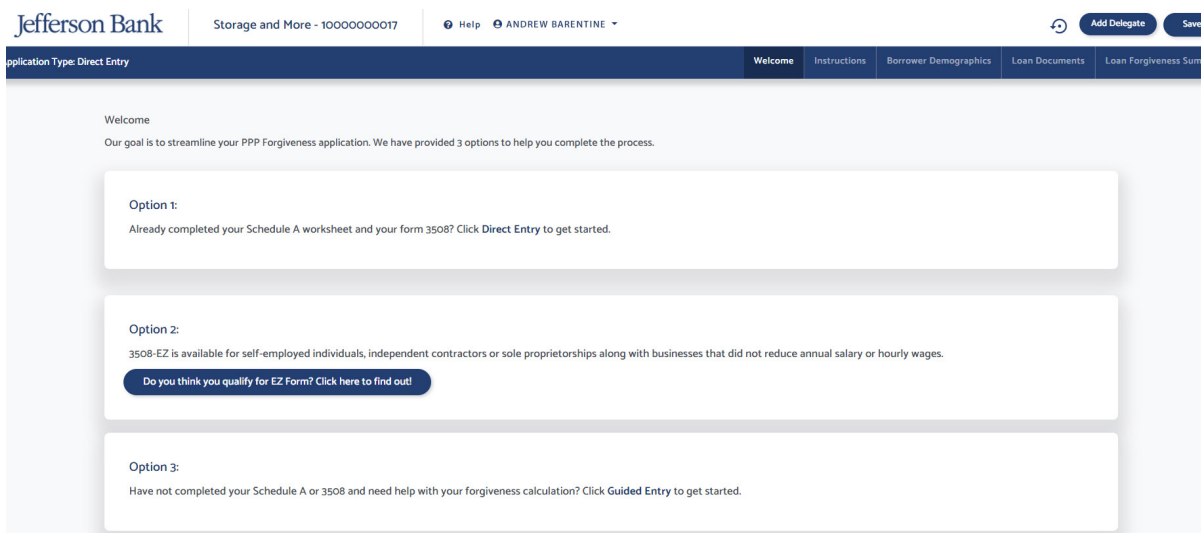 Jefferson Bank
Storage and More - 10000000017
Help
ANDREW BARENTINE
Add Delegate
Save
pplication Type: Direct Entry
Welcome
Instructions
Borrower Demographics
Loan Documents
Loan Forgiveness Sum
Welcome
Our goal is to streamline your PPP Forgiveness application. We have provided 3 options to help you complete the process.
Option 1:
Already completed your Schedule A worksheet and your form 3508? Click Direct Entry to get started.
Option 2:
3508-EZ is available for self-employed individuals, independent contractors or sole proprietorships along with businesses that did not reduce annual salary or hourly wages.
Do you think you qualify for EZ Form? Click here to find out!
Option 3:
Have not completed your Schedule A or 3508 and need help with your forgiveness calculation? Click Guided Entry to get started.